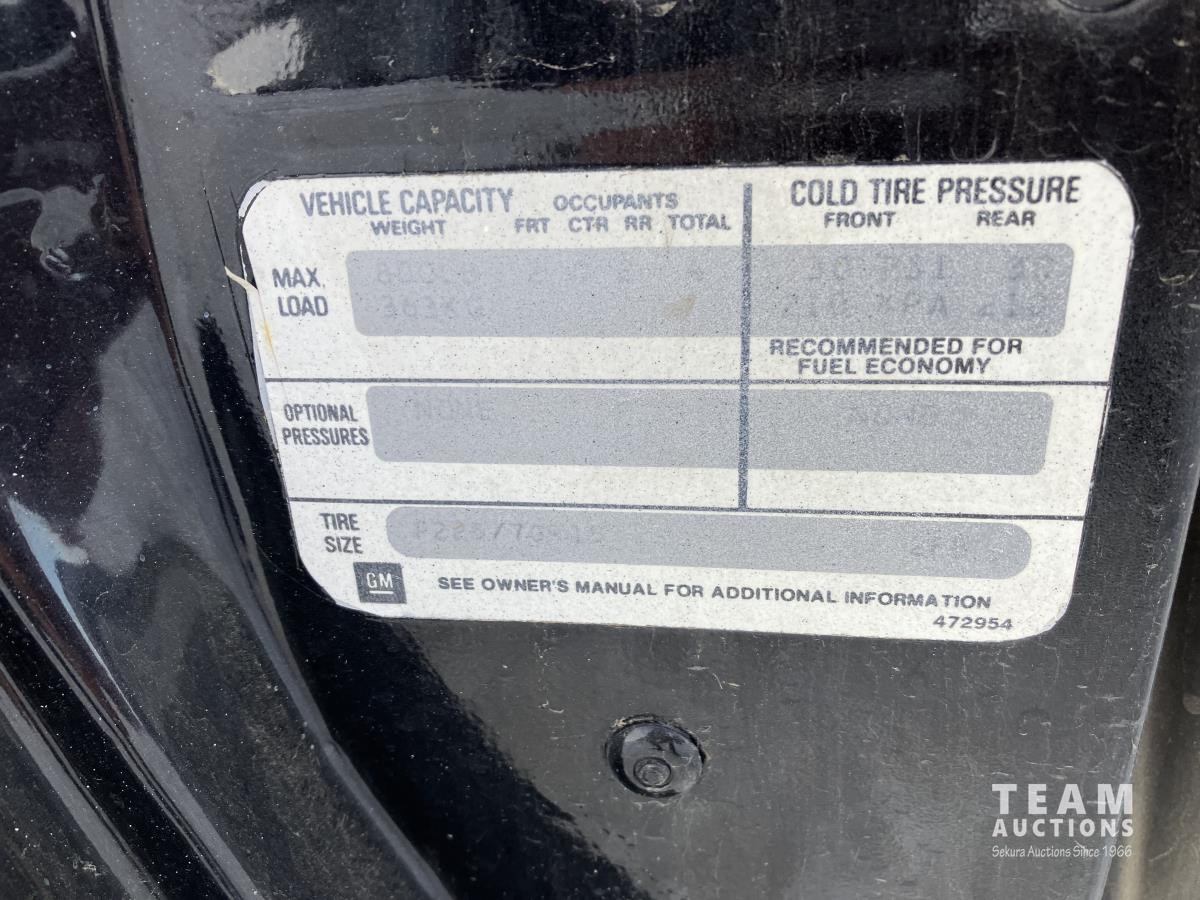 VEHICLE CAPACITY OCCUPANTS COLD TIRE PRESSURE
WEIGHT FRT CTR RR TOTAL FRONT REAR
MAX.
LOAD
RECOMMENDED FOR
FUEL ECONOMY
OPTIONAL
PRESSURES
NONE
TIRE
SIZE
GM
SEE OWNER'S MANUAL FOR ADDITIONAL INFORMATION
472954
TEAM
AUCTIONS
Sekura Auctions Since 1966